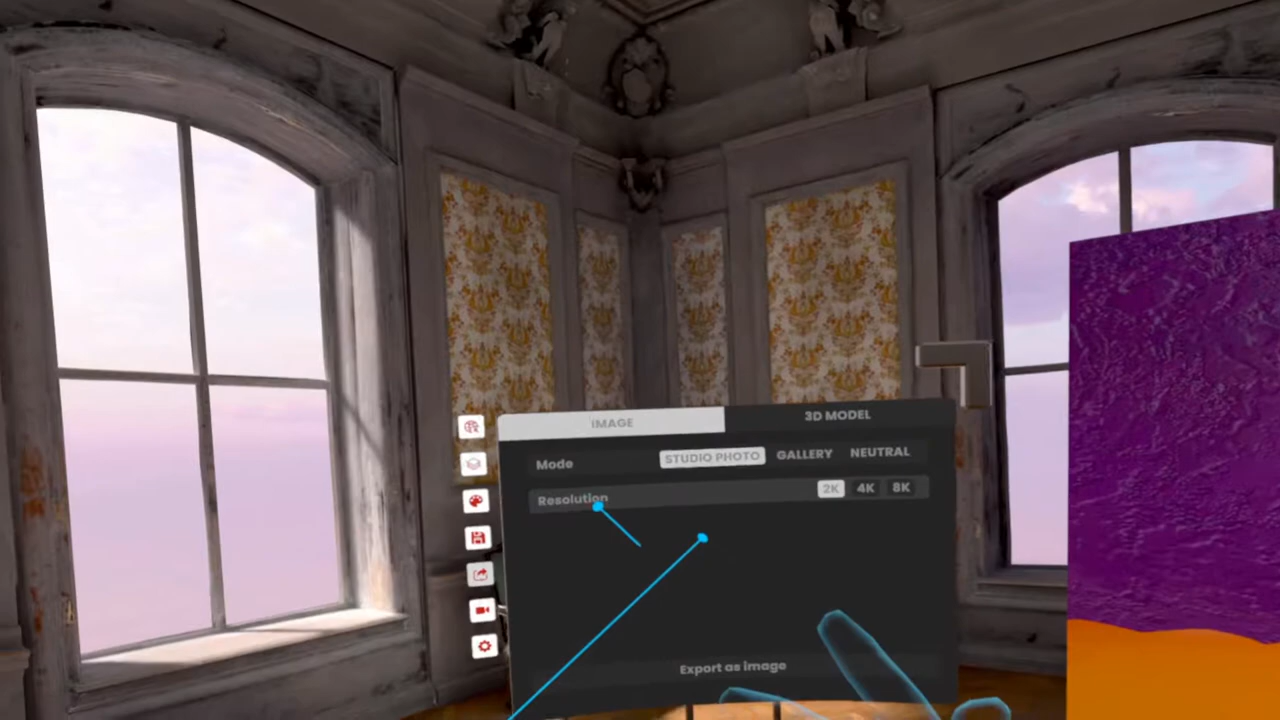 IMAGE 3D MODEL
Mode STUDIO PHOTO GALLERY NEUTRAL
Resolution 2K 4K 8K
Export as image